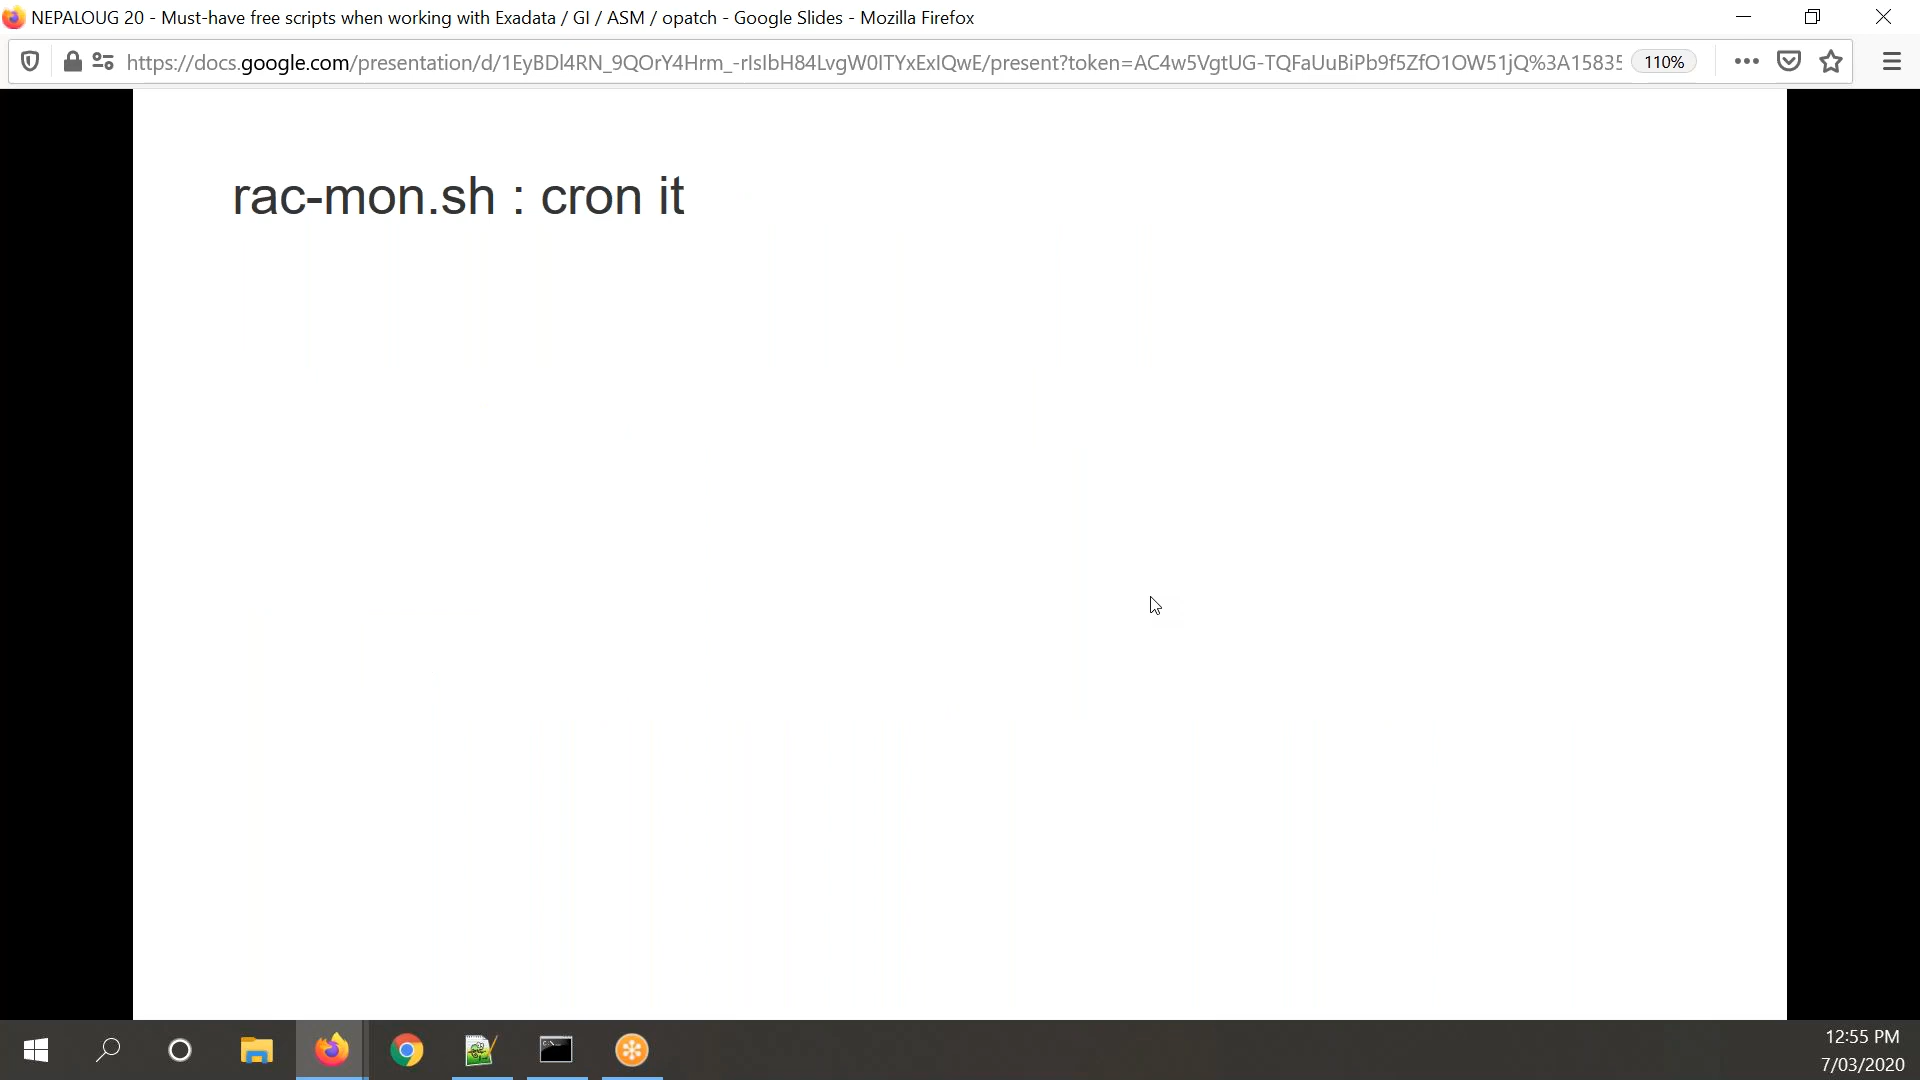 NEPALOUG 20 - Must-have free scripts when working with Exadata / GI / ASM / opatch - Google Slides - Mozilla Firefox
https://docs.google.com/presentation/d/1EyBDl4RN_9QOrY4Hrm_-rIsIbH84LvgW0ITYxExIQwE/present?token=AC4w5VgtUG-TQFaUuBiPb9f5ZfO1OW51jQ%3A15835
110%
rac-mon.sh : cron it
12:55 PM
7/03/2020